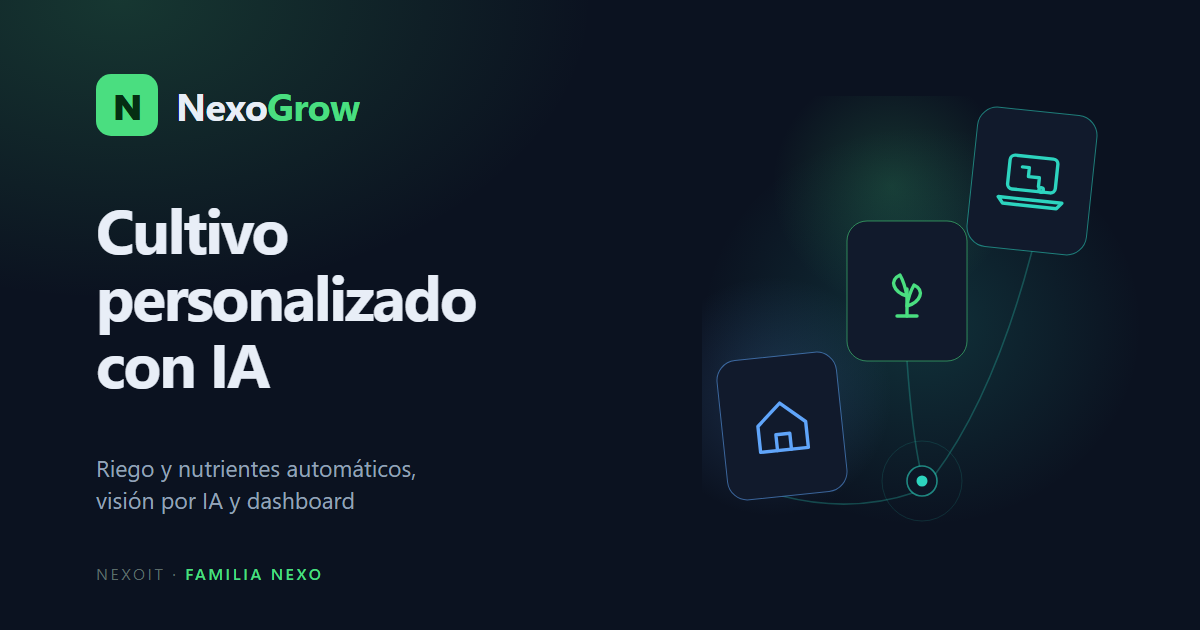 N NexoGrow
Cultivo
personalizado
con IA
Riego y nutrientes automáticos,
visión por IA y dashboard
NEXOIT · FAMILIA NEXO